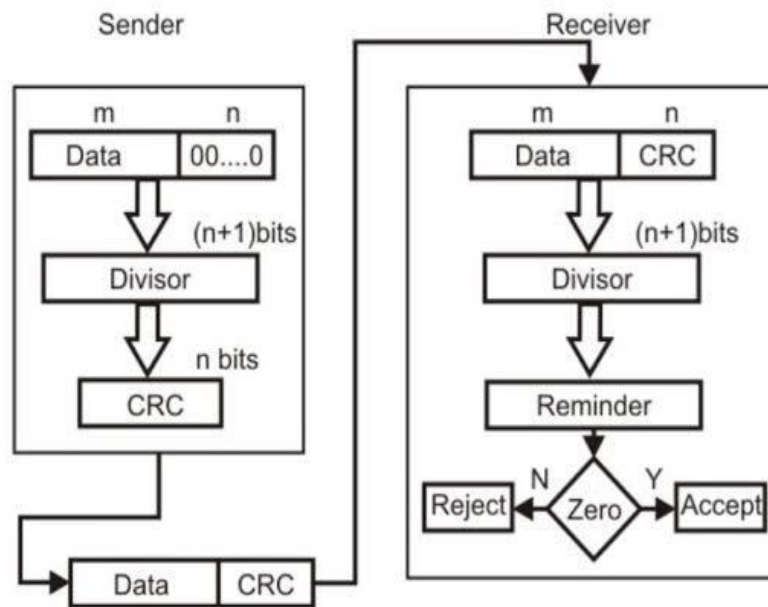 Sender
m n
Data 00....0
(n+1)bits
Divisor
n bits
CRC
Data CRC
Receiver
m n
Data CRC
(n+1)bits
Divisor
Reminder
N Y
Reject Zero Accept